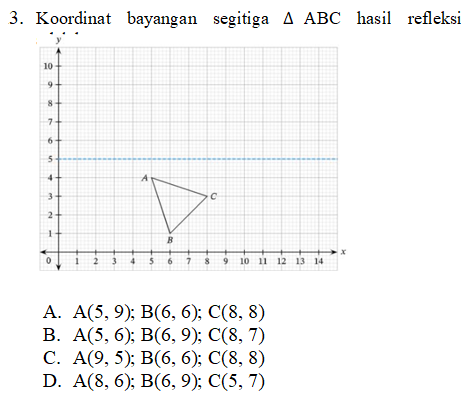 3. Koordinat bayangan segitiga Δ ABC hasil refleksi
y
10
9
8
7
6
5
4
3
2
1
A
C
B
x
0 1 2 3 4 5 6 7 8 9 10 11 12 13 14
A. A(5, 9); B(6, 6); C(8, 8)
B. A(5, 6); B(6, 9); C(8, 7)
C. A(9, 5); B(6, 6); C(8, 8)
D. A(8, 6); B(6, 9); C(5, 7)